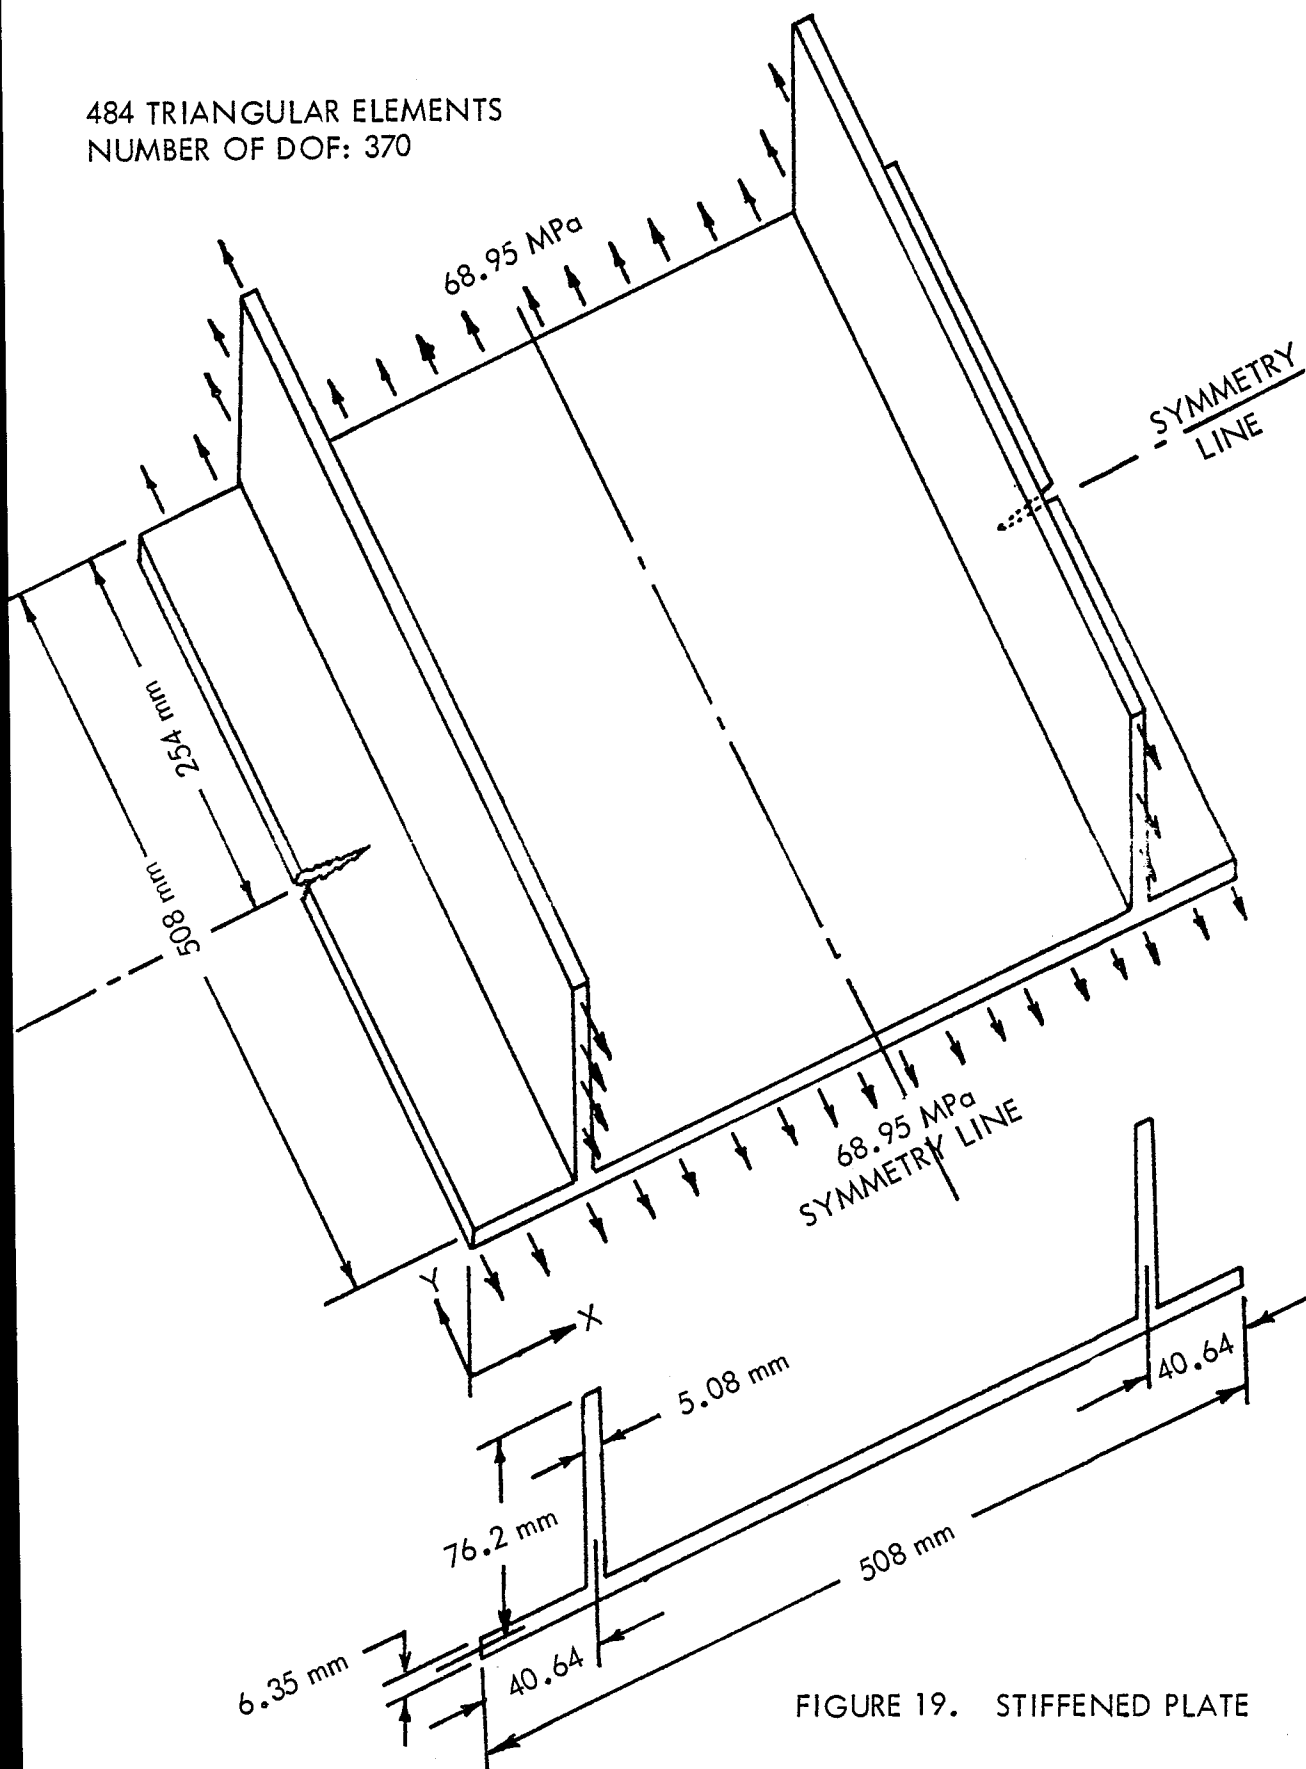 484 TRIANGULAR ELEMENTS
NUMBER OF DOF: 370
68.95 MPa
SYMMETRY
LINE
254 mm
508 mm
68.95 MPa
SYMMETRY LINE
Y
X
5.08 mm
40.64
76.2 mm
508 mm
6.35 mm
40.64
FIGURE 19. STIFFENED PLATE